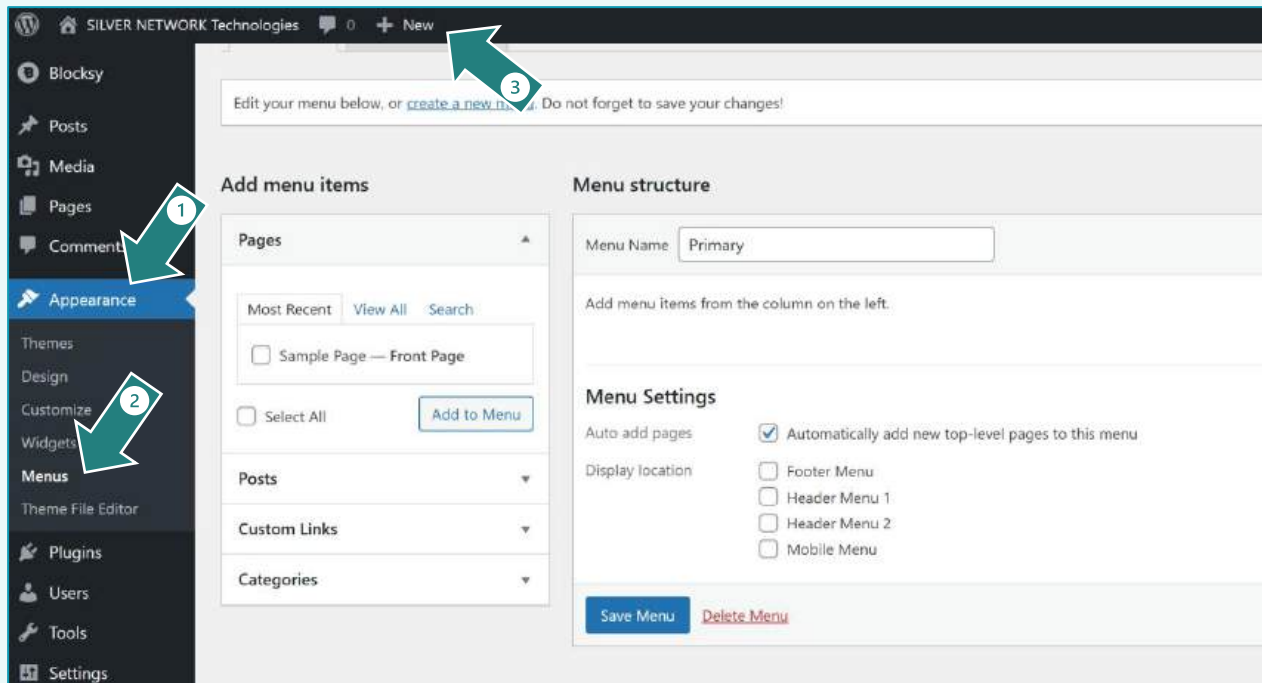 SILVER NETWORK Technologies 0 New
Blocksy
Posts
Media
Pages
Comment
Appearance
Themes
Design
Customize
Widgets
Menus
Theme File Editor
Plugins
Users
Tools
Settings
1
2
3
Edit your menu below, or create a new menu. Do not forget to save your changes!
Add menu items
Pages
Most Recent View All Search
Sample Page — Front Page
Select All Add to Menu
Posts
Custom Links
Categories
Menu structure
Menu Name Primary
Add menu items from the column on the left.
Menu Settings
Auto add pages Automatically add new top-level pages to this menu
Display location Footer Menu
Header Menu 1
Header Menu 2
Mobile Menu
Save Menu Delete Menu